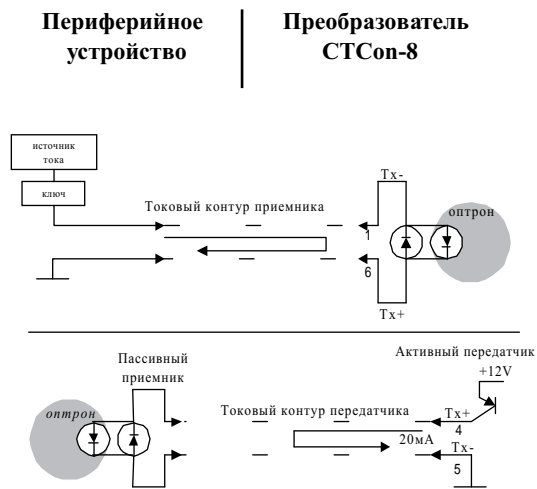 Периферийное устройство
Преобразователь CTCon-8
источник
тока
ключ
Токовый контур приемника
Tx-
1
6
Tx+
оптрон
Пассивный
приемник
оптрон
Токовый контур передатчика
20мА
Активный передатчик
+12V
Tx+
4
Tx-
5